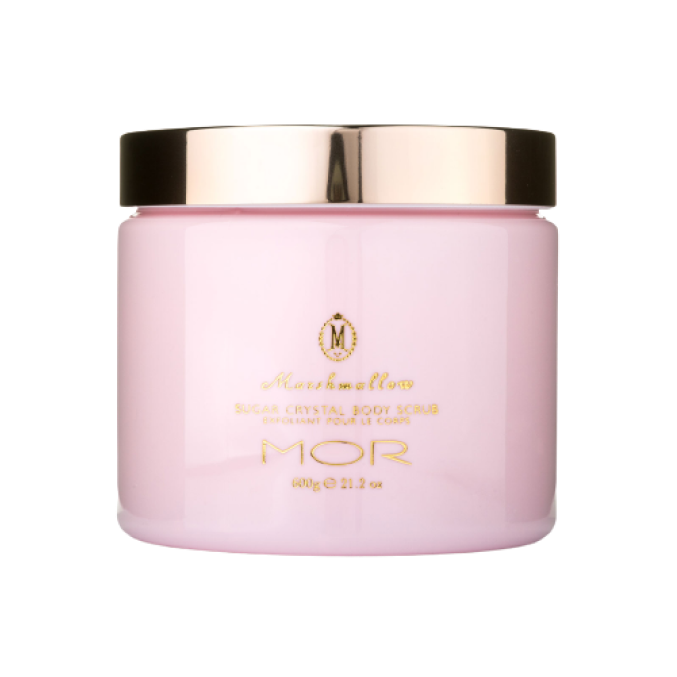 M
Marshmallow
SUGAR CRYSTAL BODY SCRUB
EXFOLIANT POUR LE CORPS
MOR
600g ℮ 21.2 oz